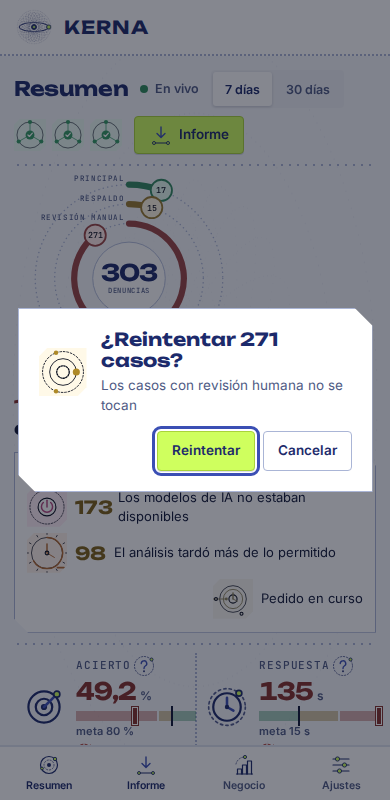 KERNA
Resumen
En vivo
7 días
30 días
Informe
PRINCIPAL
17
RESPALDO
15
REVISIÓN MANUAL
271
303
DENUNCIAS
¿Reintentar 271
casos?
Los casos con revisión humana no se
tocan
Reintentar
Cancelar
173 Los modelos de IA no estaban
disponibles
98 El análisis tardó más de lo permitido
Pedido en curso
ACIERTO ?
49,2 %
meta 80 %
RESPUESTA ?
135 s
meta 15 s
Resumen
Informe
Negocio
Ajustes